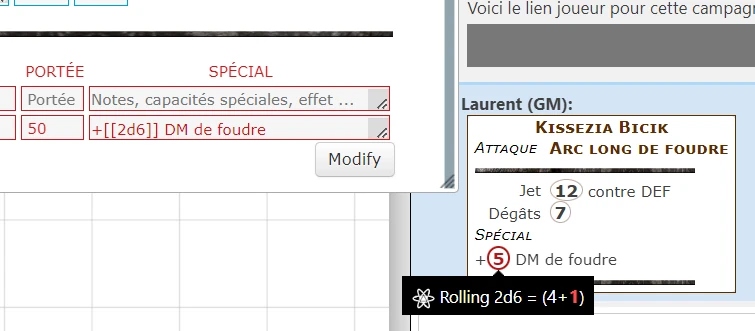 Voici le lien joueur pour cette campagn
PORTÉE SPÉCIAL
Portée Notes, capacités spéciales, effet ...
50 +[[2d6]] DM de foudre
Modify
Laurent (GM):
Kissezia Bicik
Attaque Arc long de foudre
Jet 12 contre DEF
Dégâts 7
Spécial
+5 DM de foudre
Rolling 2d6 = (4+1)